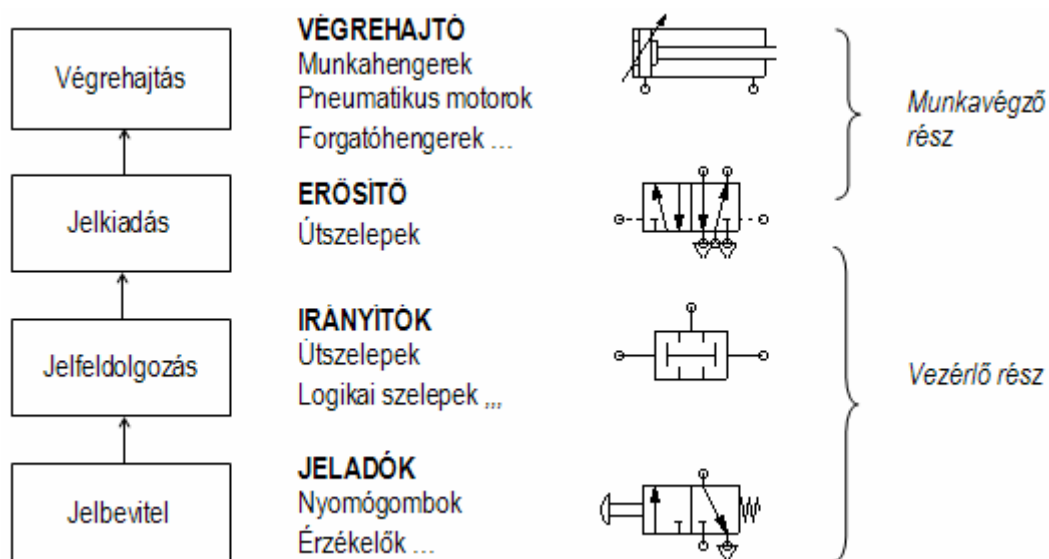 Végrehajtás
VÉGREHAJTÓ
Munkahengerek
Pneumatikus motorok
Forgatóhengerek ...
Munkavégző
rész
Jelkiadás
ERŐSÍTŐ
Útszelepek
Jelfeldolgozás
IRÁNYÍTÓK
Útszelepek
Logikai szelepek ,,,
Vezérlő rész
Jelbevitel
JELADÓK
Nyomógombok
Érzékelők ...